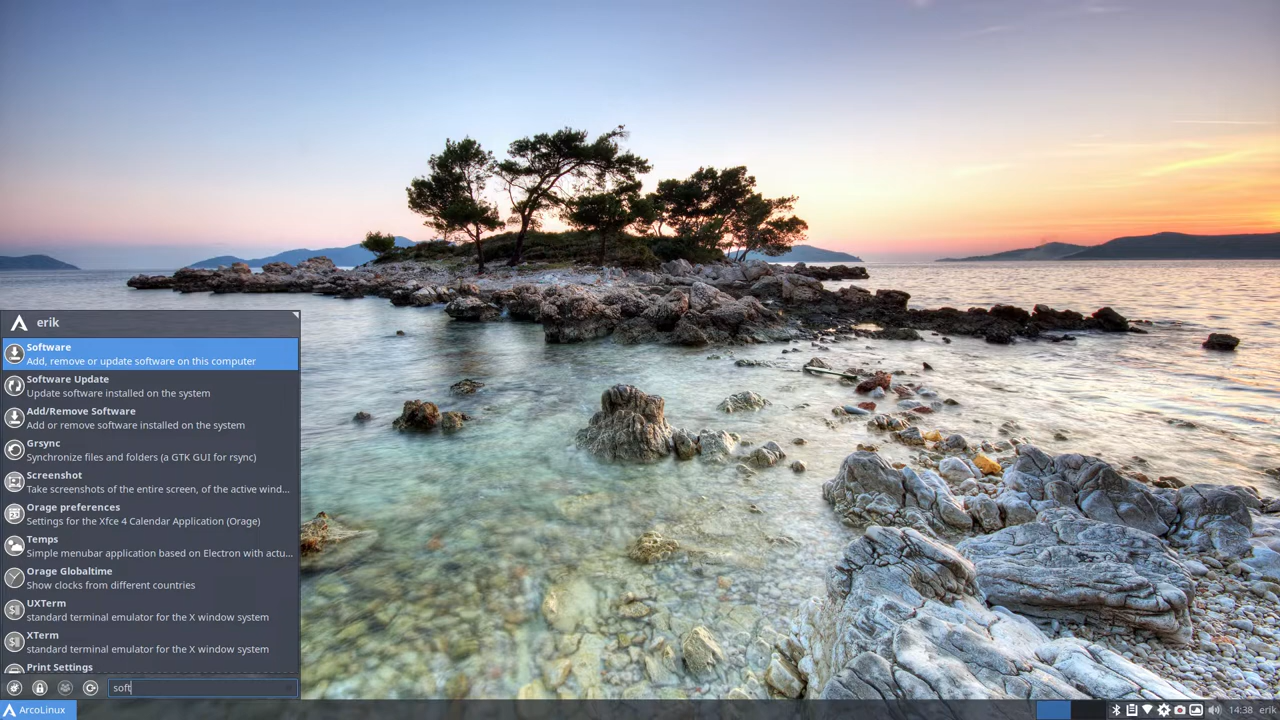 erik
Software
Add, remove or update software on this computer
Software Update
Update software installed on the system
Add/Remove Software
Add or remove software installed on the system
Grsync
Synchronize files and folders (a GTK GUI for rsync)
Screenshot
Take screenshots of the entire screen, of the active wind...
Orage preferences
Settings for the Xfce 4 Calendar Application (Orage)
Temps
Simple menubar application based on Electron with actu...
Orage Globaltime
Show clocks from different countries
UXTerm
standard terminal emulator for the X window system
XTerm
standard terminal emulator for the X window system
Print Settings
soft
ArcoLinux
14:38 erik